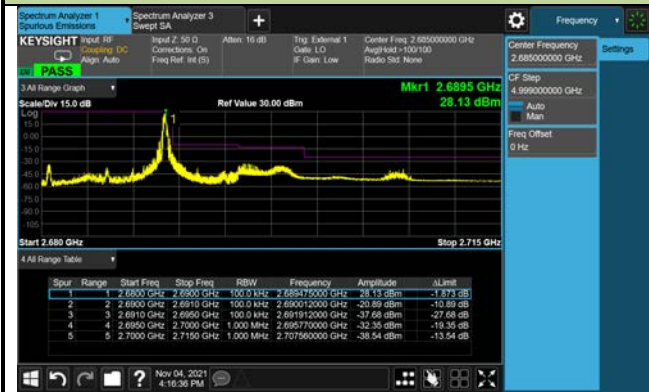 Spectrum Analyzer 1
Spurious Emissions
Spectrum Analyzer 3
Swept SA
+
Frequency
KEYSIGHT
Input: RF
Coupling: DC
Align: Auto
Input Z: 50 Ω
Corrections: On
Freq Ref: Int (S)
Atten: 16 dB
Trig: External 1
Gate: LO
IF Gain: Low
Center Freq: 2.685000000 GHz
Avg|Hold:>100/100
Radio Std: None
PASS
3 All Range Graph
Mkr1 2.6895 GHz
Scale/Div 15.0 dB
Ref Value 30.00 dBm
28.13 dBm
Log
15.0
0.00
-15.0
-30.0
-45.0
-60.0
-75.0
-90.0
-105
1
Start 2.680 GHz
Stop 2.715 GHz
4 All Range Table
Spur Range Start Freq Stop Freq RBW Frequency Amplitude ΔLimit
1 1 2.6800 GHz 2.6900 GHz 100.0 kHz 2.689475000 GHz 28.13 dBm -1.873 dB
2 2 2.6900 GHz 2.6910 GHz 100.0 kHz 2.690012000 GHz -20.89 dBm -10.89 dB
3 3 2.6910 GHz 2.6950 GHz 100.0 kHz 2.691912000 GHz -37.68 dBm -27.68 dB
4 4 2.6950 GHz 2.7000 GHz 1.000 MHz 2.695770000 GHz -32.35 dBm -19.35 dB
5 5 2.7000 GHz 2.7150 GHz 1.000 MHz 2.707560000 GHz -38.54 dBm -13.54 dB
Center Frequency
2.685000000 GHz
Settings
CF Step
4.999000000 GHz
Auto
Man
Freq Offset
0 Hz
?
Nov 04, 2021
4:16:36 PM